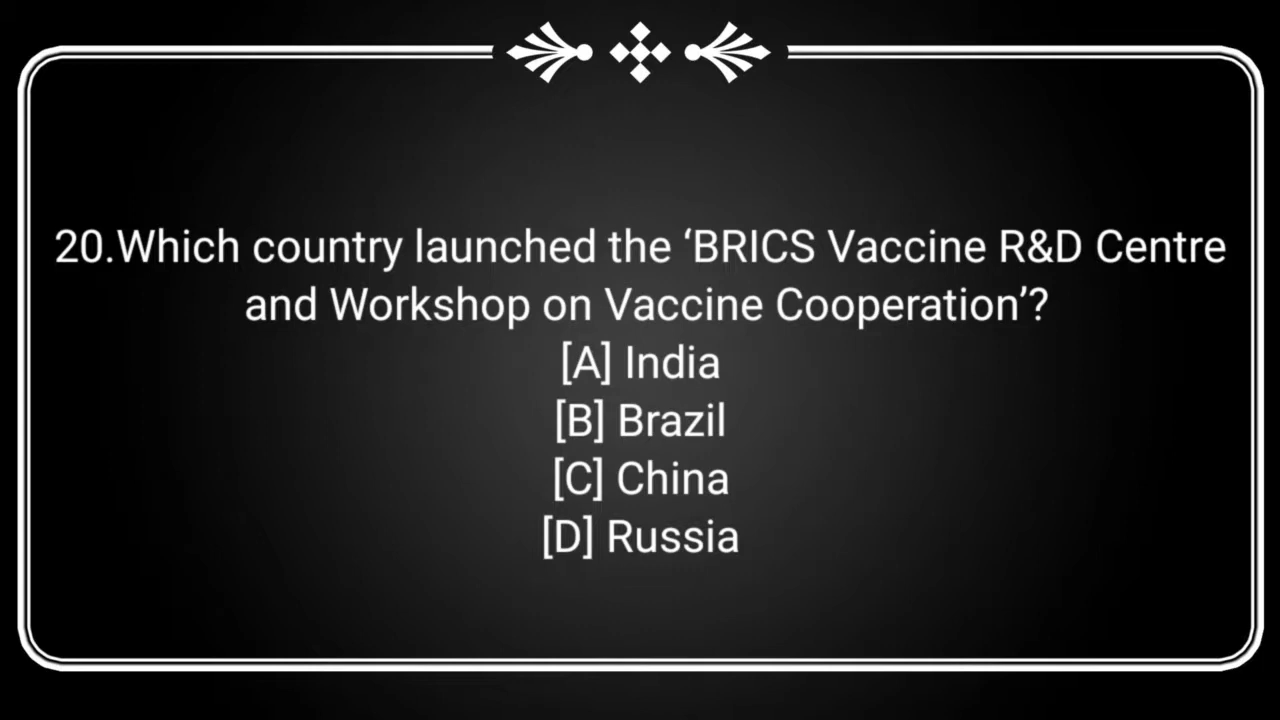 20.Which country launched the ‘BRICS Vaccine R&D Centre
and Workshop on Vaccine Cooperation’?
[A] India
[B] Brazil
[C] China
[D] Russia